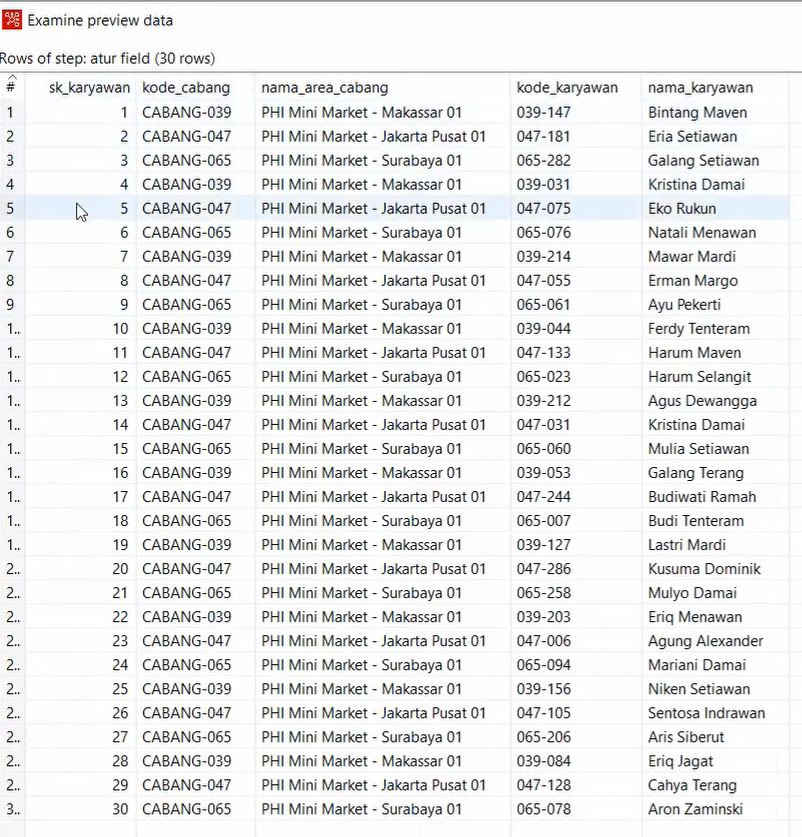 Examine preview data
Rows of step: atur field (30 rows)
# sk_karyawan kode_cabang nama_area_cabang kode_karyawan nama_karyawan
1 1 CABANG-039 PHI Mini Market - Makassar 01 039-147 Bintang Maven
2 2 CABANG-047 PHI Mini Market - Jakarta Pusat 01 047-181 Eria Setiawan
3 3 CABANG-065 PHI Mini Market - Surabaya 01 065-282 Galang Setiawan
4 4 CABANG-039 PHI Mini Market - Makassar 01 039-031 Kristina Damai
5 5 CABANG-047 PHI Mini Market - Jakarta Pusat 01 047-075 Eko Rukun
6 6 CABANG-065 PHI Mini Market - Surabaya 01 065-076 Natali Menawan
7 7 CABANG-039 PHI Mini Market - Makassar 01 039-214 Mawar Mardi
8 8 CABANG-047 PHI Mini Market - Jakarta Pusat 01 047-055 Erman Margo
9 9 CABANG-065 PHI Mini Market - Surabaya 01 065-061 Ayu Pekerti
1.. 10 CABANG-039 PHI Mini Market - Makassar 01 039-044 Ferdy Tenteram
1.. 11 CABANG-047 PHI Mini Market - Jakarta Pusat 01 047-133 Harum Maven
1.. 12 CABANG-065 PHI Mini Market - Surabaya 01 065-023 Harum Selangit
1.. 13 CABANG-039 PHI Mini Market - Makassar 01 039-212 Agus Dewangga
1.. 14 CABANG-047 PHI Mini Market - Jakarta Pusat 01 047-031 Kristina Damai
1.. 15 CABANG-065 PHI Mini Market - Surabaya 01 065-060 Mulia Setiawan
1.. 16 CABANG-039 PHI Mini Market - Makassar 01 039-053 Galang Terang
1.. 17 CABANG-047 PHI Mini Market - Jakarta Pusat 01 047-244 Budiwati Ramah
1.. 18 CABANG-065 PHI Mini Market - Surabaya 01 065-007 Budi Tenteram
1.. 19 CABANG-039 PHI Mini Market - Makassar 01 039-127 Lastri Mardi
2.. 20 CABANG-047 PHI Mini Market - Jakarta Pusat 01 047-286 Kusuma Dominik
2.. 21 CABANG-065 PHI Mini Market - Surabaya 01 065-258 Mulyo Damai
2.. 22 CABANG-039 PHI Mini Market - Makassar 01 039-203 Eriq Menawan
2.. 23 CABANG-047 PHI Mini Market - Jakarta Pusat 01 047-006 Agung Alexander
2.. 24 CABANG-065 PHI Mini Market - Surabaya 01 065-094 Mariani Damai
2.. 25 CABANG-039 PHI Mini Market - Makassar 01 039-156 Niken Setiawan
2.. 26 CABANG-047 PHI Mini Market - Jakarta Pusat 01 047-105 Sentosa Indrawan
2.. 27 CABANG-065 PHI Mini Market - Surabaya 01 065-206 Aris Siberut
2.. 28 CABANG-039 PHI Mini Market - Makassar 01 039-084 Eriq Jagat
2.. 29 CABANG-047 PHI Mini Market - Jakarta Pusat 01 047-128 Cahya Terang
3.. 30 CABANG-065 PHI Mini Market - Surabaya 01 065-078 Aron Zaminski